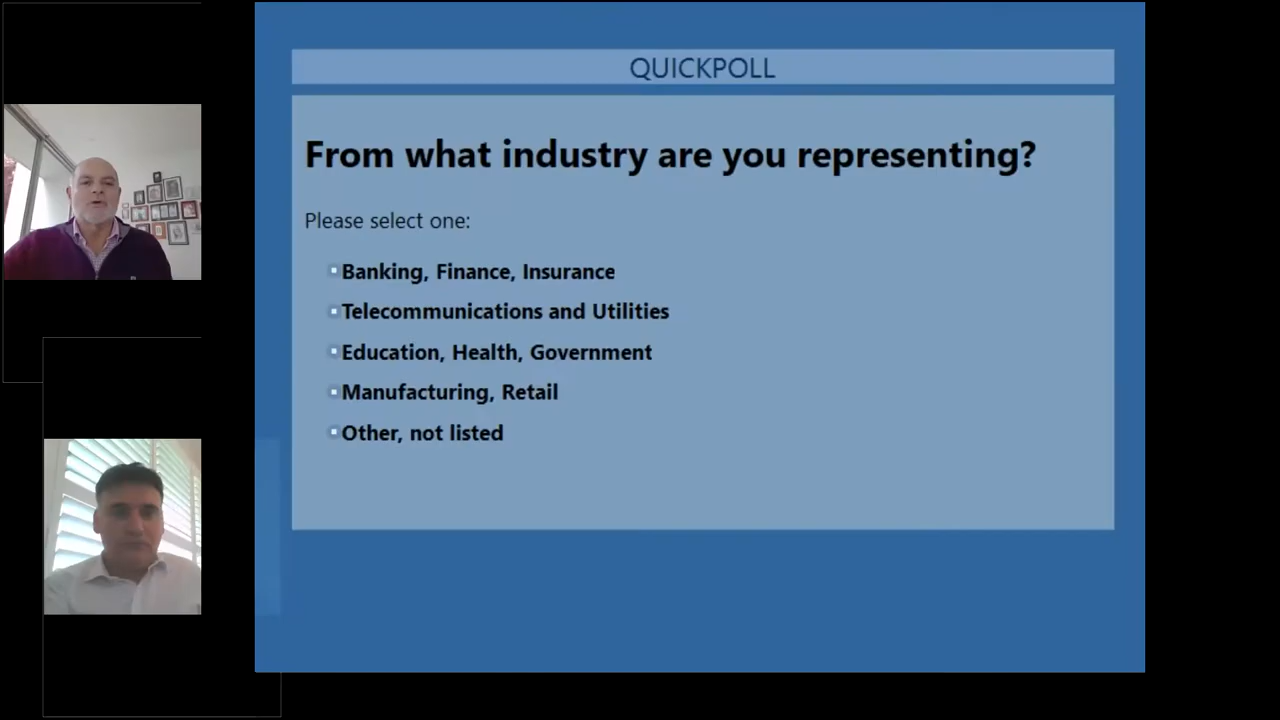 QUICKPOLL
From what industry are you representing?
Please select one:
Banking, Finance, Insurance
Telecommunications and Utilities
Education, Health, Government
Manufacturing, Retail
Other, not listed